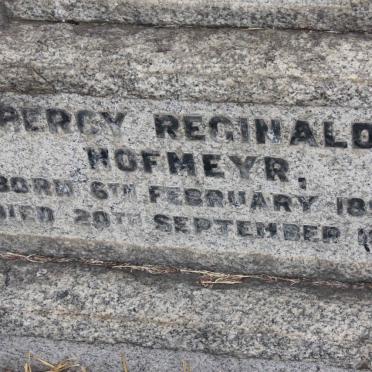 PERCY REGINALD
HOFMEYR,
BORN 6TH FEBRUARY
DIED 20TH SEPTEMBER